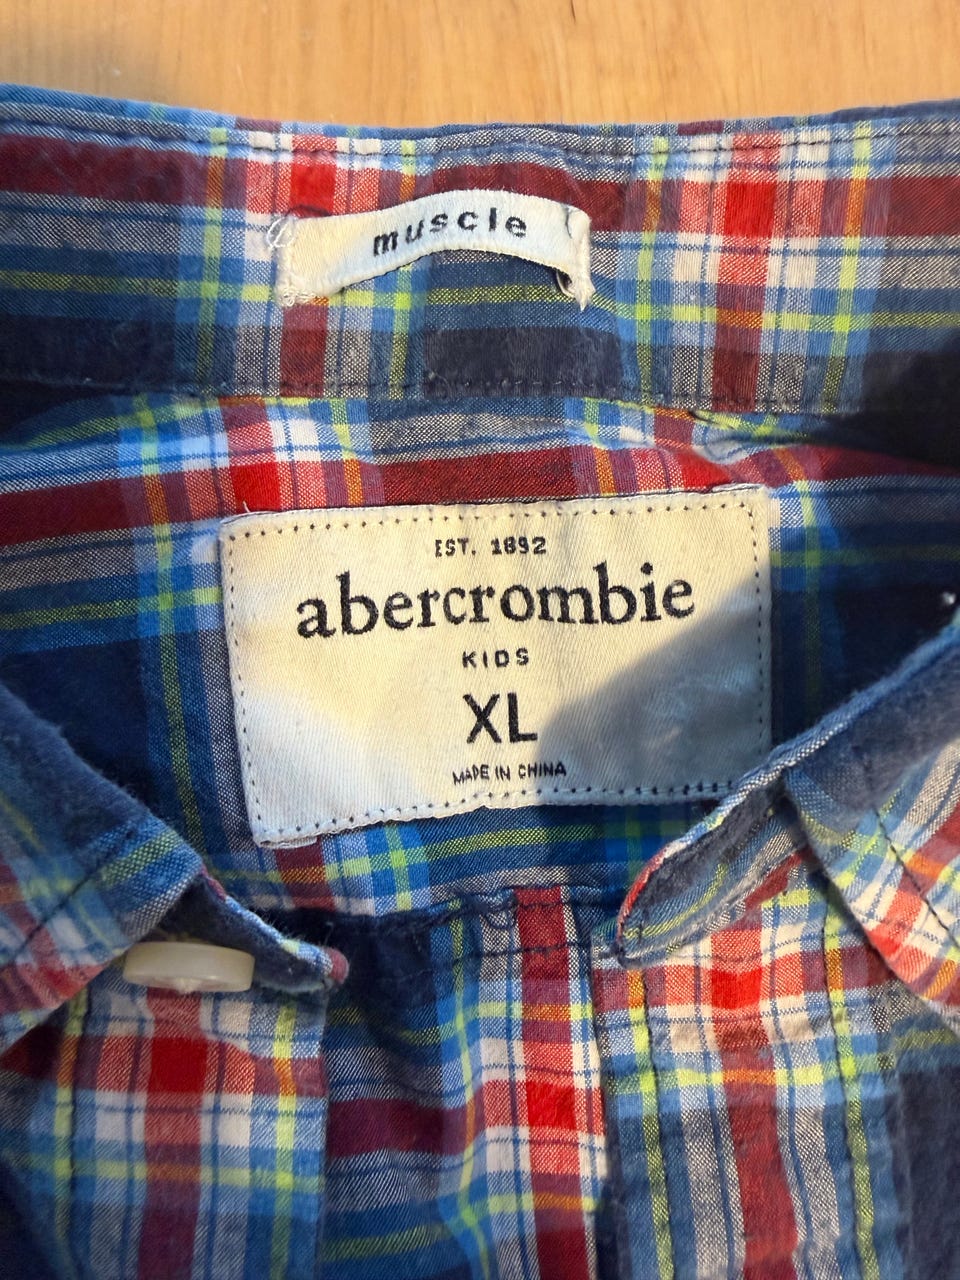 muscle
EST. 1892
abercrombie
KIDS
XL
MADE IN CHINA